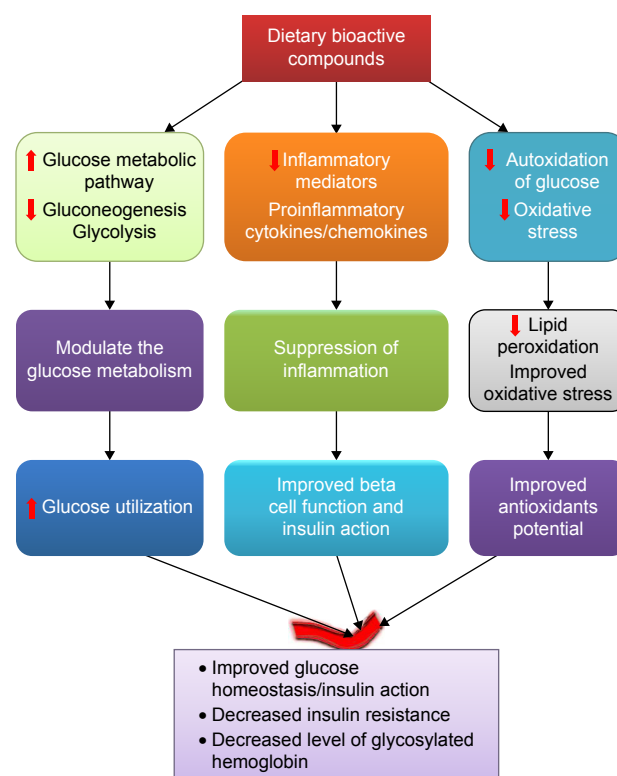 Dietary bioactive
compounds
Glucose metabolic
pathway
Gluconeogenesis
Glycolysis
Inflammatory
mediators
Proinflammatory
cytokines/chemokines
Autoxidation
of glucose
Oxidative
stress
Modulate the
glucose metabolism
Suppression of
inflammation
Lipid
peroxidation
Improved
oxidative stress
Glucose utilization
Improved beta
cell function and
insulin action
Improved
antioxidants
potential
• Improved glucose
homeostasis/insulin action
• Decreased insulin resistance
• Decreased level of glycosylated
hemoglobin